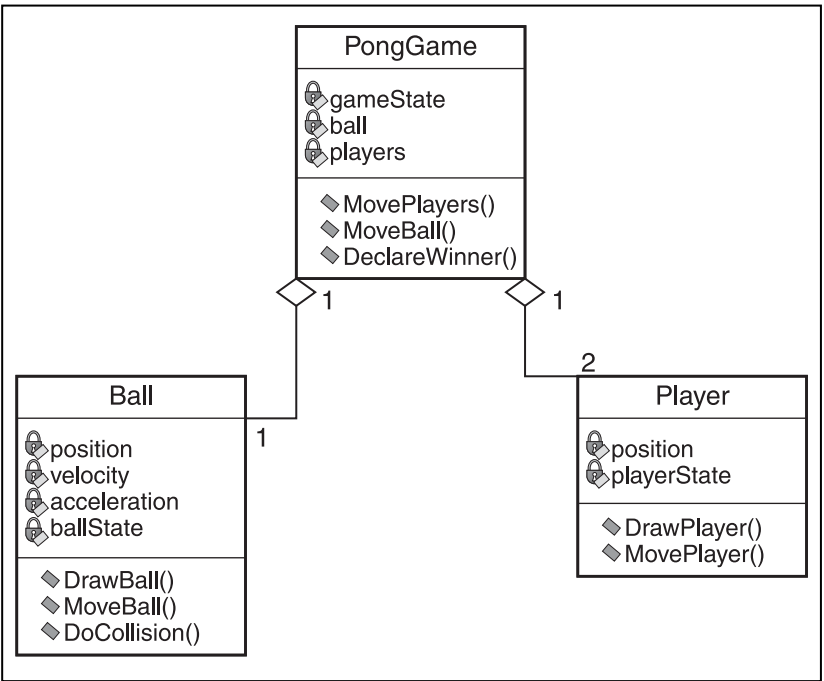 PongGame
gameState
ball
players
MovePlayers()
MoveBall()
DeclareWinner()
1
1
Ball
position
velocity
acceleration
ballState
DrawBall()
MoveBall()
DoCollision()
1
2
Player
position
playerState
DrawPlayer()
MovePlayer()